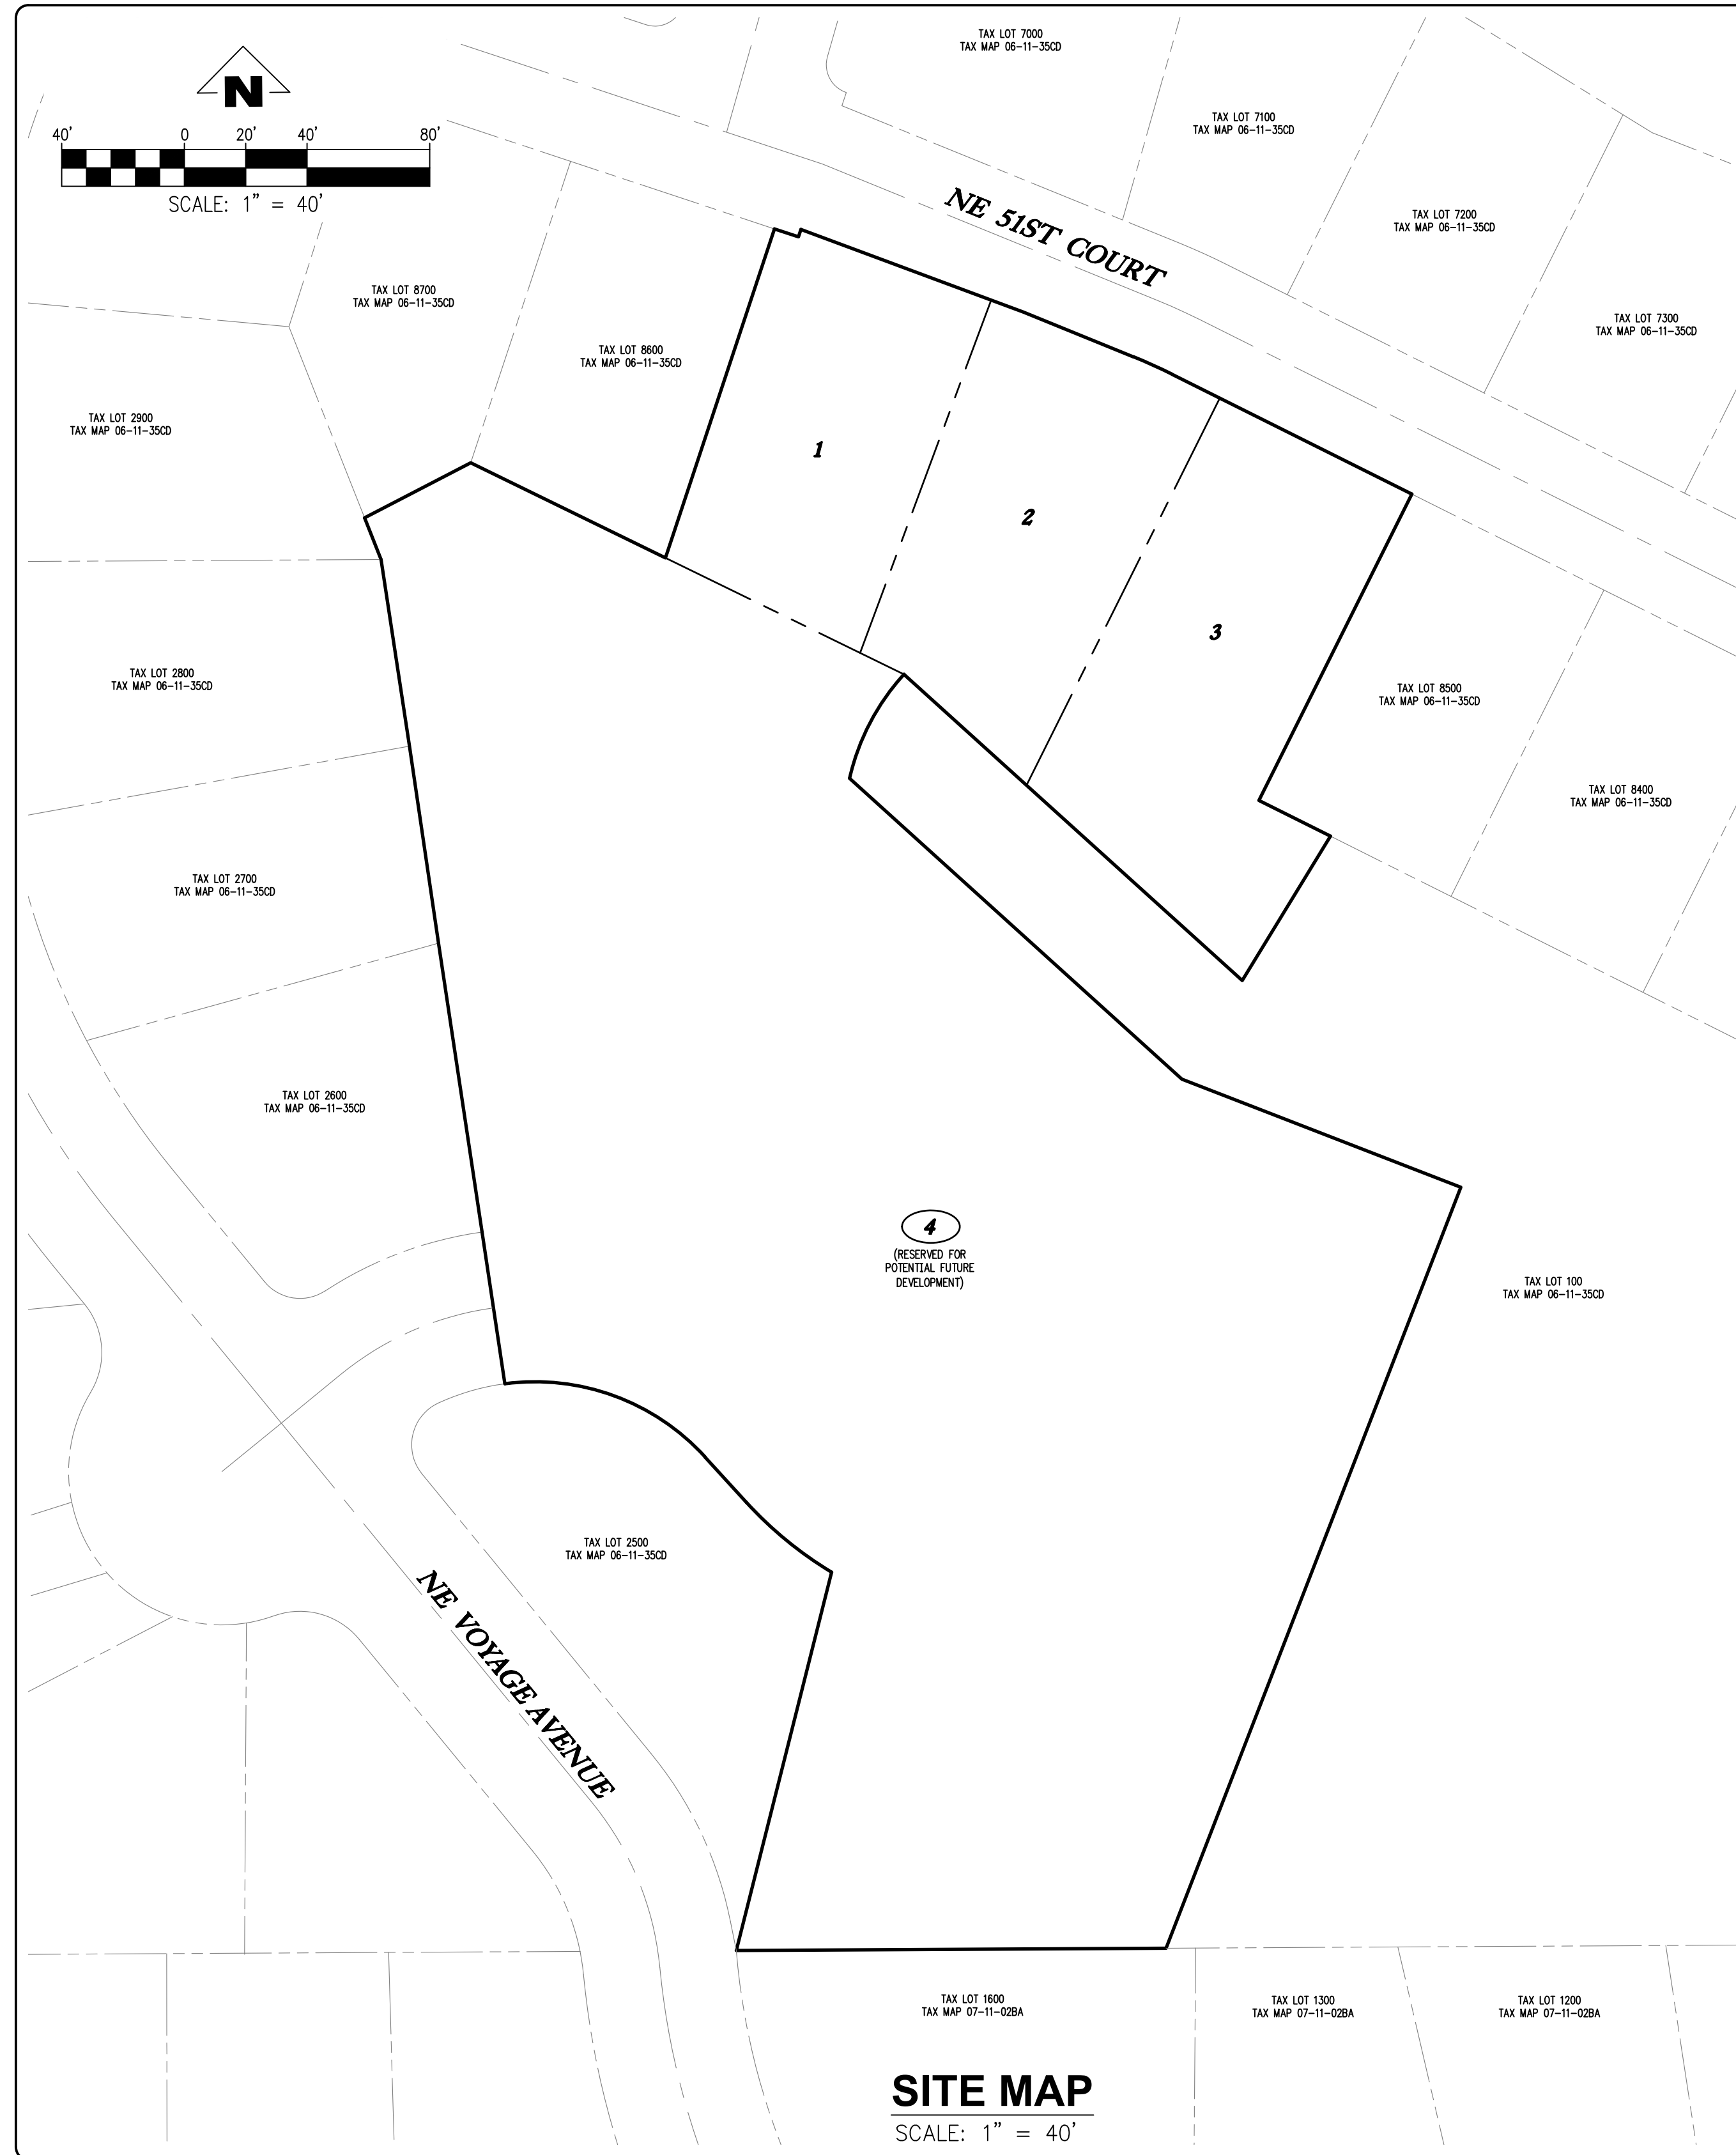 TAX LOT 7000
TAX MAP 06-11-35CD
N
40' 0 20' 40' 80'
SCALE: 1" = 40'
TAX LOT 7100
TAX MAP 06-11-35CD
NE 51ST COURT
TAX LOT 7200
TAX MAP 06-11-35CD
TAX LOT 8700
TAX MAP 06-11-35CD
TAX LOT 7300
TAX MAP 06-11-35CD
TAX LOT 8600
TAX MAP 06-11-35CD
TAX LOT 2900
TAX MAP 06-11-35CD
1
2
3
TAX LOT 2800
TAX MAP 06-11-35CD
TAX LOT 8500
TAX MAP 06-11-35CD
TAX LOT 8400
TAX MAP 06-11-35CD
TAX LOT 2700
TAX MAP 06-11-35CD
TAX LOT 2600
TAX MAP 06-11-35CD
4
(RESERVED FOR
POTENTIAL FUTURE
DEVELOPMENT)
TAX LOT 100
TAX MAP 06-11-35CD
TAX LOT 2500
TAX MAP 06-11-35CD
NE VOYAGE AVENUE
TAX LOT 1600
TAX MAP 07-11-02BA
TAX LOT 1300
TAX MAP 07-11-02BA
TAX LOT 1200
TAX MAP 07-11-02BA
SITE MAP
SCALE: 1" = 40'